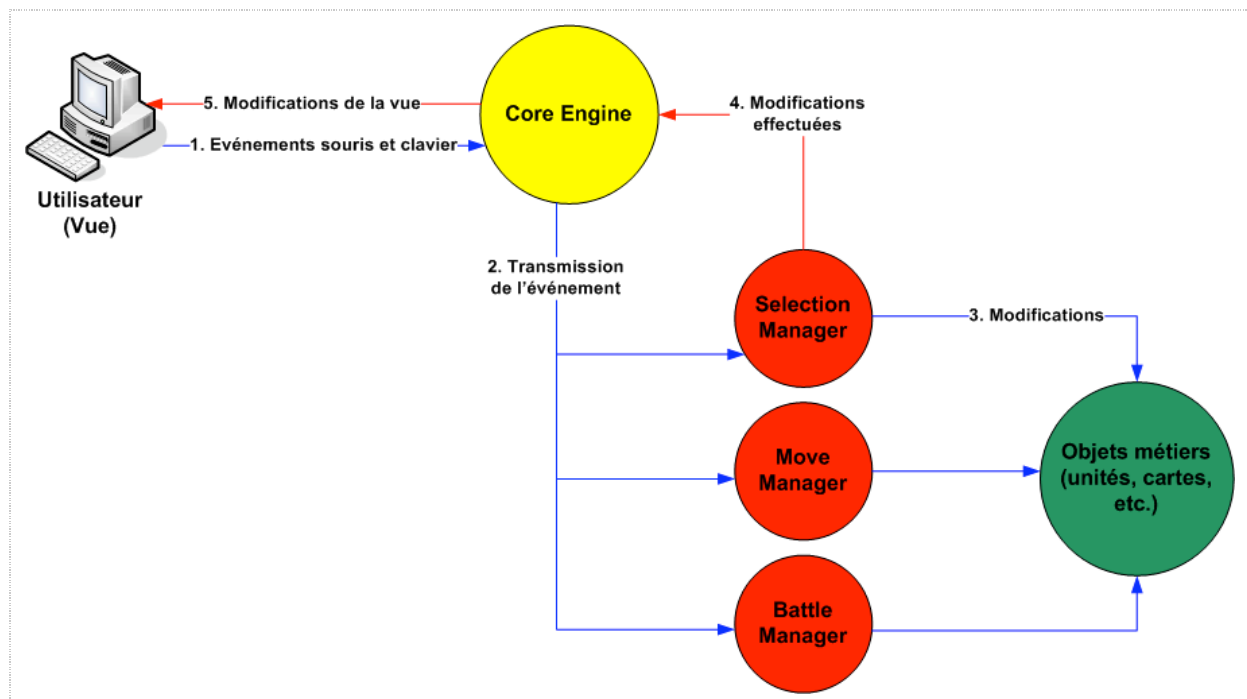 5. Modifications de la vue
1. Evénements souris et clavier
Utilisateur
(Vue)
Core Engine
4. Modifications
effectuées
2. Transmission
de l'événement
Selection
Manager
3. Modifications
Move
Manager
Objets métiers
(unités, cartes,
etc.)
Battle
Manager